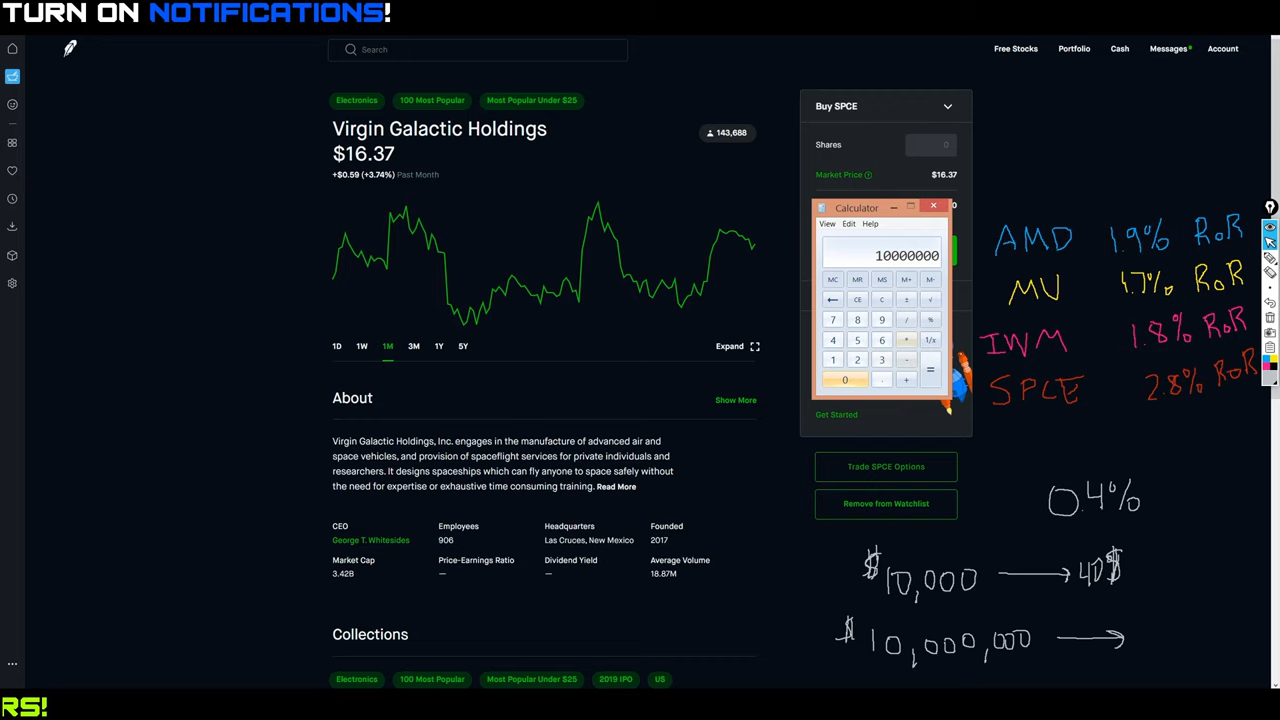 TURN ON NOTIFICATIONS!
Search
Free Stocks Portfolio Cash Messages Account
Electronics 100 Most Popular Most Popular Under $25
Virgin Galactic Holdings
$16.37
+$0.59 (+3.74%) Past Month
143,688
1D 1W 1M 3M 1Y 5Y
Expand
About
Show More
Virgin Galactic Holdings, Inc. engages in the manufacture of advanced air and
space vehicles, and provision of spaceflight services for private individuals and
researchers. It designs spaceships which can fly anyone to space safely without
the need for expertise or exhaustive time consuming training. Read More
CEO Employees Headquarters Founded
George T. Whitesides 906 Las Cruces, New Mexico 2017
Market Cap Price-Earnings Ratio Dividend Yield Average Volume
3.42B — — 18.87M
Collections
Electronics 100 Most Popular Most Popular Under $25 2019 IPO US
Buy SPCE
Shares 0
Market Price $16.37
0
Calculator
View Edit Help
10000000
MC MR MS M+ M-
← CE C ± √
7 8 9 / %
4 5 6 * 1/x
1 2 3 - =
0 . +
Get Started
Trade SPCE Options
Remove from Watchlist
AMD 1.9% RoR
MU 1.7% RoR
IWM 1.8% RoR
SPCE 2.8% RoR
0.4%
$10,000 → 40$
$10,000,000 →
RS!